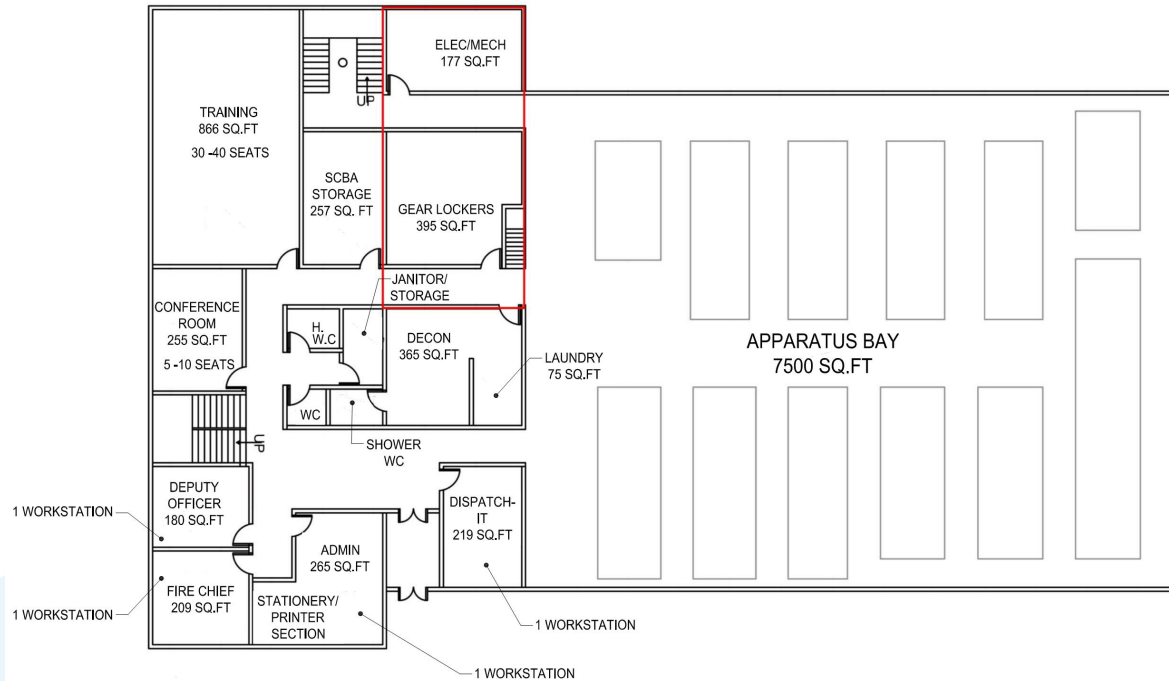 ELEC/MECH
177 SQ.FT
UP
TRAINING
866 SQ.FT
30 -40 SEATS
SCBA
STORAGE
257 SQ. FT
GEAR LOCKERS
395 SQ.FT
JANITOR/
STORAGE
CONFERENCE
ROOM
255 SQ.FT
5 -10 SEATS
H.
W.C
DECON
365 SQ.FT
LAUNDRY
75 SQ.FT
APPARATUS BAY
7500 SQ.FT
WC
UP
SHOWER
WC
DEPUTY
OFFICER
180 SQ.FT
1 WORKSTATION
DISPATCH-
IT
219 SQ.FT
ADMIN
265 SQ.FT
FIRE CHIEF
209 SQ.FT
1 WORKSTATION
STATIONERY/
PRINTER
SECTION
1 WORKSTATION
1 WORKSTATION